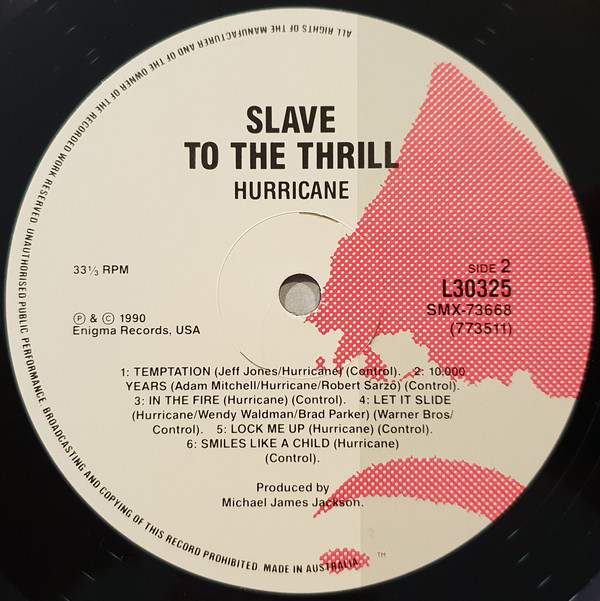 SLAVE
TO THE THRILL
HURRICANE
33⅓ RPM
SIDE 2
L30325
SMX-73668
(773511)
Ⓟ & © 1990
Enigma Records, USA
1: TEMPTATION (Jeff Jones/Hurricane) (Control). 2: 10.000
YEARS (Adam Mitchell/Hurricane/Robert Sarzo) (Control).
3: IN THE FIRE (Hurricane) (Control). 4: LET IT SLIDE
(Hurricane/Wendy Waldman/Brad Parker) (Warner Bros/
Control). 5: LOCK ME UP (Hurricane) (Control).
6: SMILES LIKE A CHILD (Hurricane)
(Control).
Produced by
Michael James Jackson.
ALL RIGHTS OF THE MANUFACTURER AND OF THE OWNER OF THE RECORDED WORK RESERVED. UNAUTHORISED PUBLIC PERFORMANCE. BROADCASTING AND COPYING OF THIS RECORD PROHIBITED. MADE IN AUSTRALIA.
TM